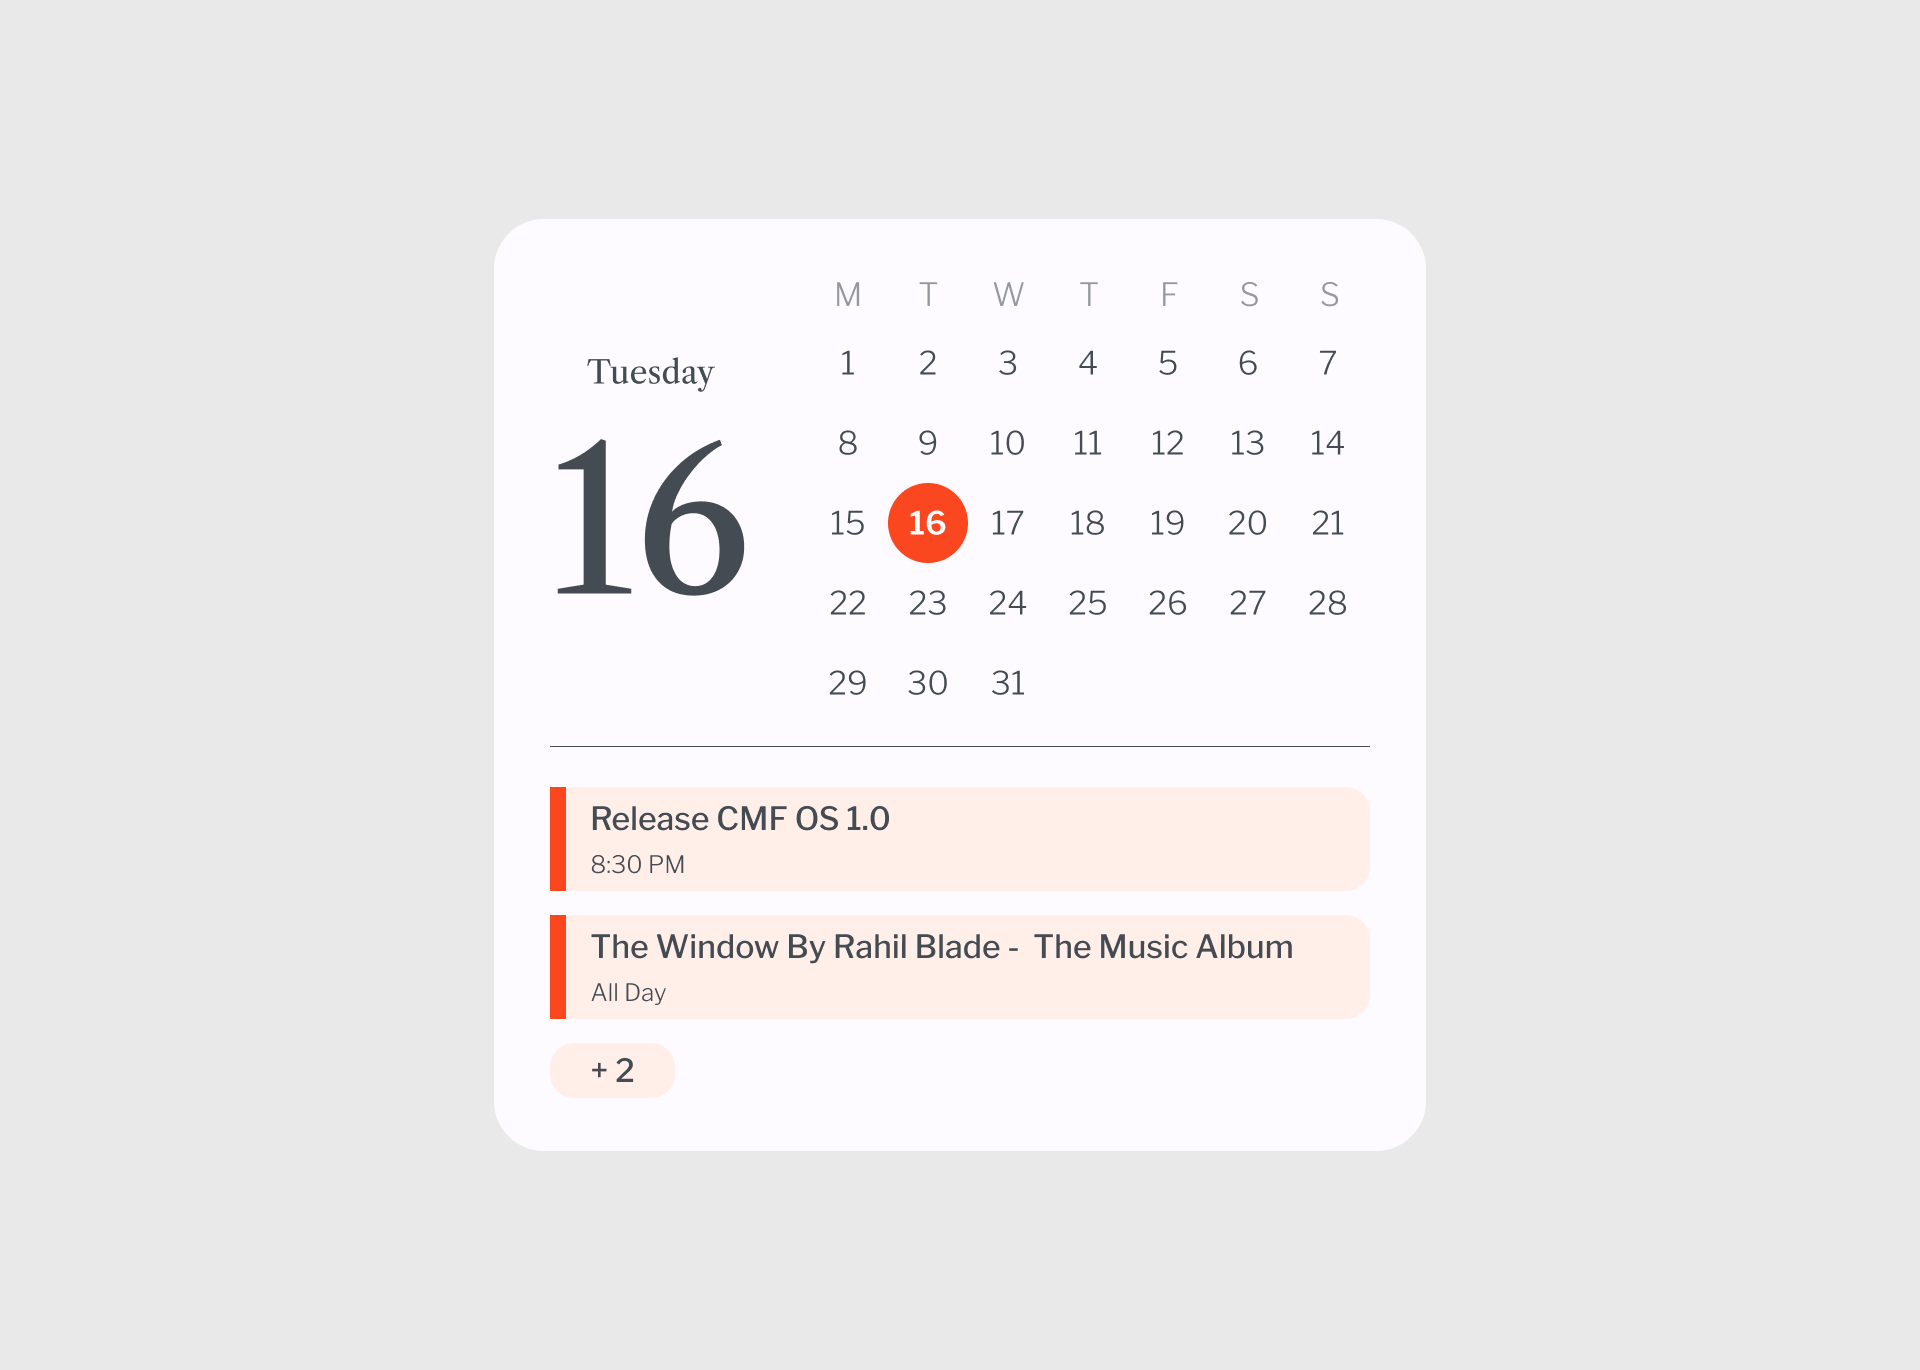 Tuesday
16
M T W T F S S
1 2 3 4 5 6 7
8 9 10 11 12 13 14
15 16 17 18 19 20 21
22 23 24 25 26 27 28
29 30 31
Release CMF OS 1.0
8:30 PM
The Window By Rahil Blade -  The Music Album
All Day
+ 2